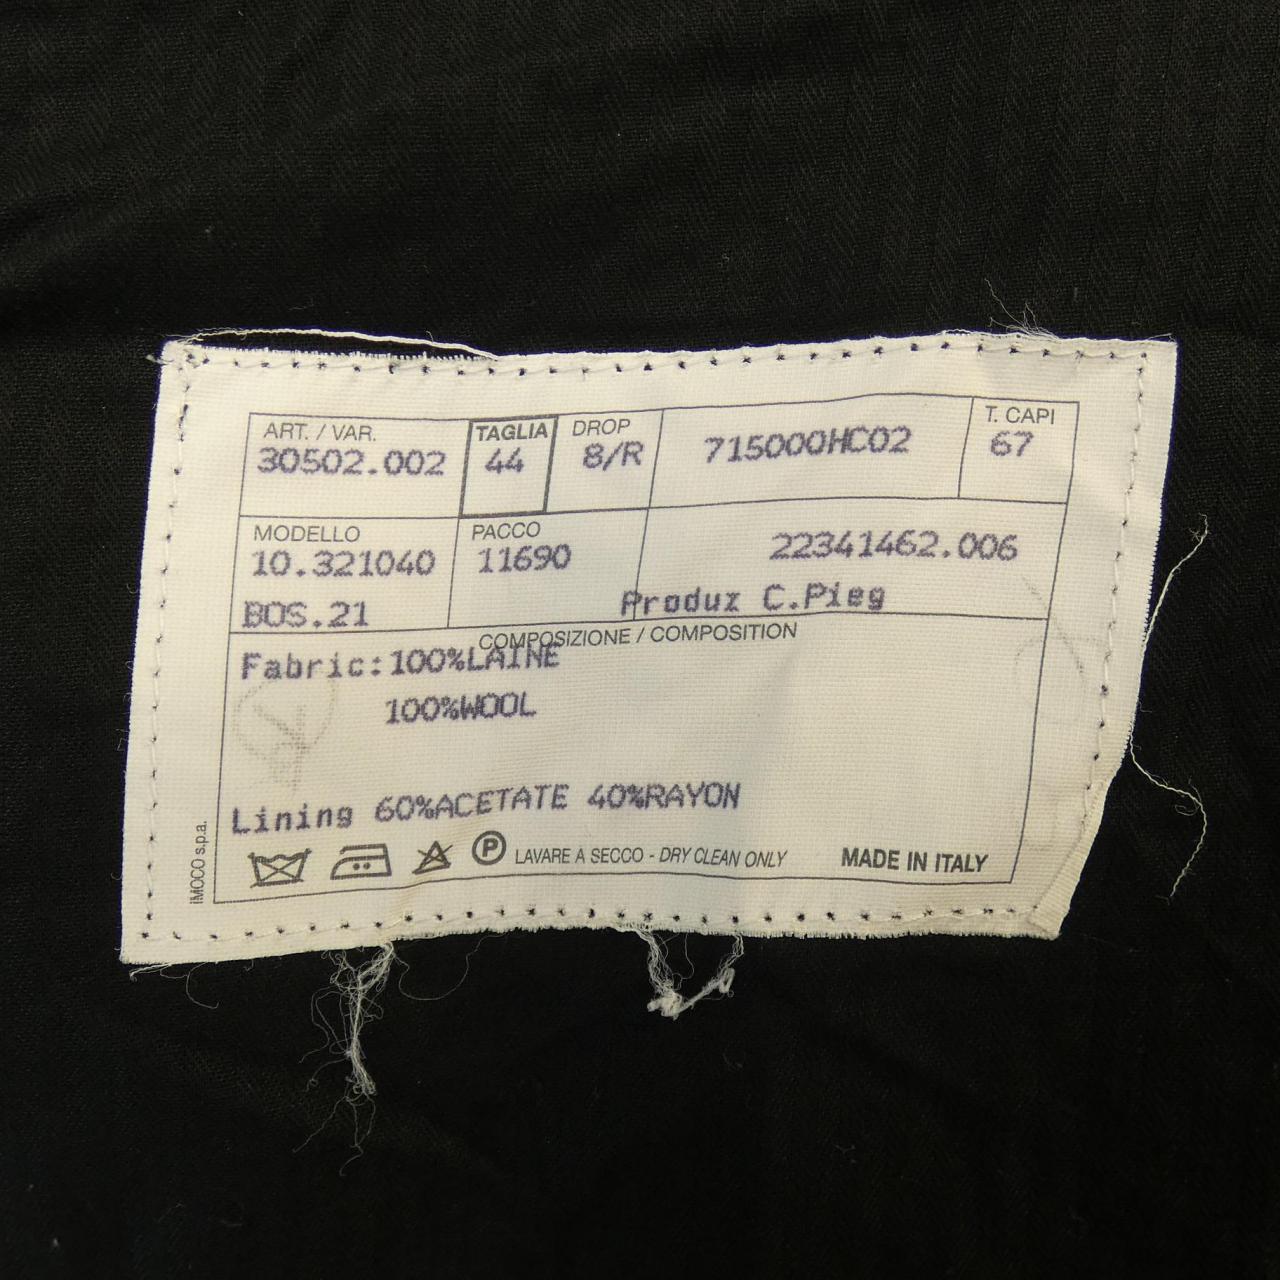 ART. / VAR. TAGLIA DROP T. CAPI
30502.002 44 8/R 715000HC02 67
MODELLO PACCO
10.321040 11690 22341462.006
BOS.21 Produz C.Pieg
COMPOSIZIONE / COMPOSITION
Fabric:100%LAINE
100%WOOL
Lining 60%ACETATE 40%RAYON
P LAVARE A SECCO - DRY CLEAN ONLY MADE IN ITALY
iMOCO s.p.a.